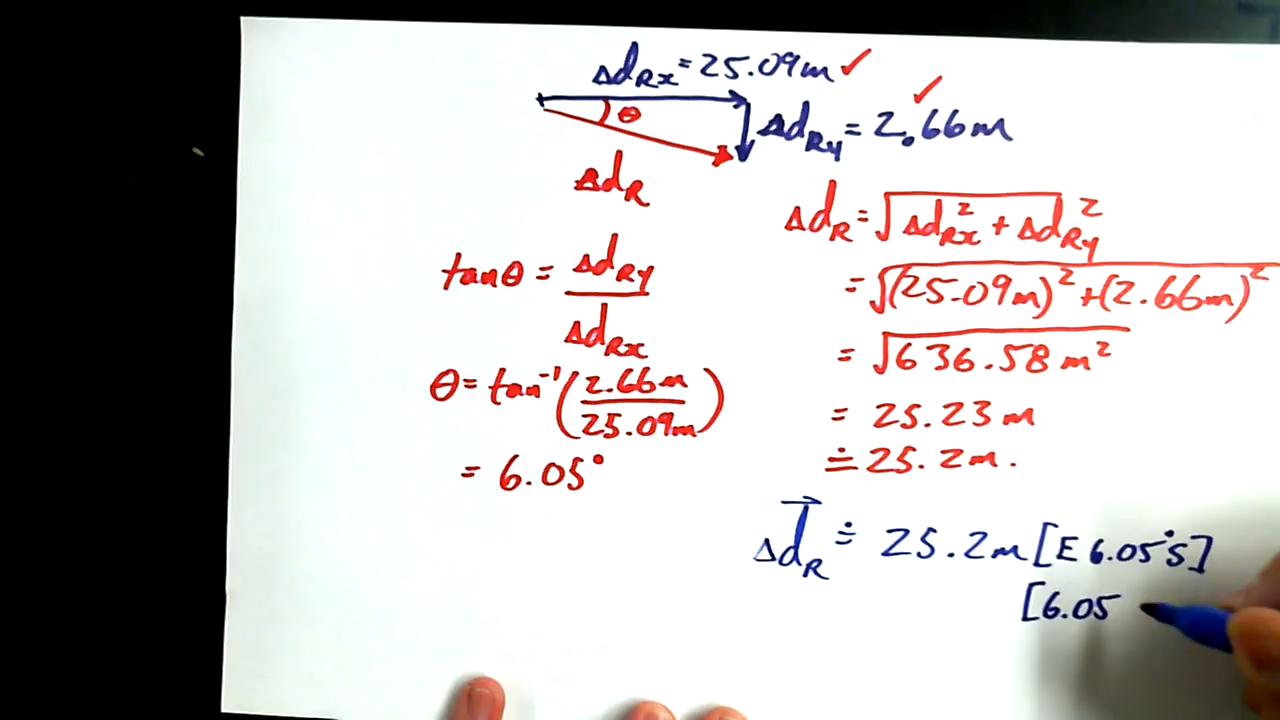 Δd_Rx = 25.09m ✓
θ
Δd_Ry = 2.66m ✓
Δd_R
Δd_R = √(Δd_Rx² + Δd_Ry²)
tanθ = Δd_Ry / Δd_Rx
= √((25.09m)² + (2.66m)²)
= √(636.58 m²)
θ = tan⁻¹(2.66m / 25.09m)
= 25.23 m
≐ 25.2 m.
= 6.05°
Δd⃗_R ≐ 25.2 m [E 6.05° S]
[6.05